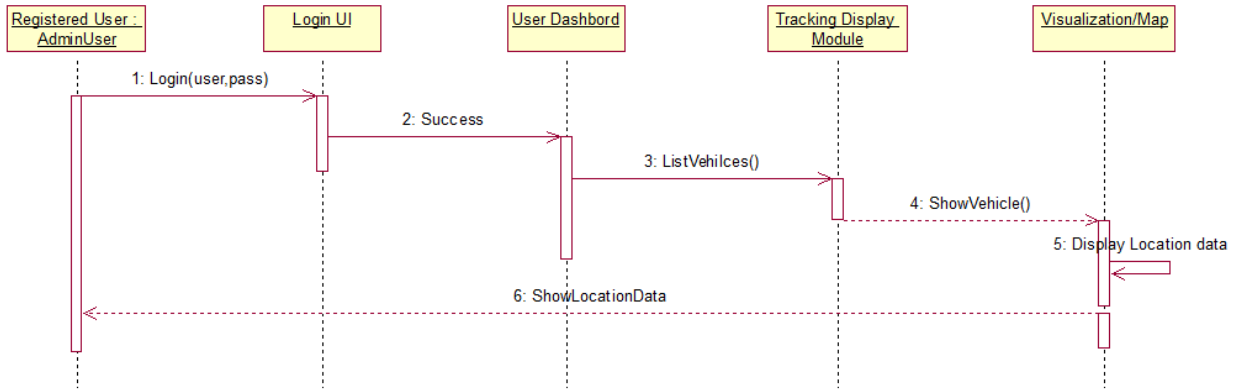 Registered User :
AdminUser
Login UI
User Dashbord
Tracking Display
Module
Visualization/Map
1: Login(user,pass)
2: Success
3: ListVehilces()
4: ShowVehicle()
5: Display Location data
6: ShowLocationData